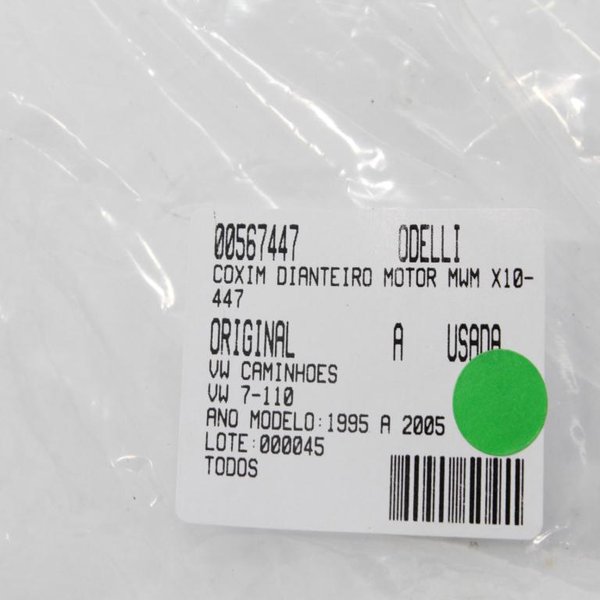 00567447 ODELLI
COXIM DIANTEIRO MOTOR MWM X10-
447
ORIGINAL A USADA
VW CAMINHOES
VW 7-110
ANO MODELO:1995 A 2005
LOTE:000045
TODOS